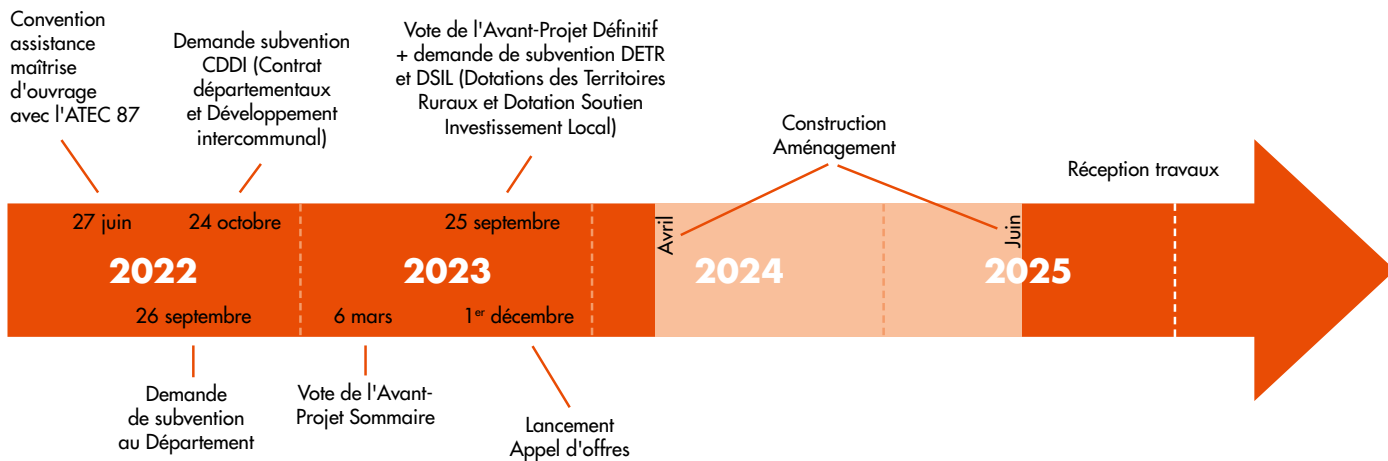 Convention
assistance
maîtrise
d'ouvrage
avec l'ATEC 87
Demande subvention
CDDI (Contrat
départementaux
et Développement
intercommunal)
Vote de l'Avant-Projet Définitif
+ demande de subvention DETR
et DSIL (Dotations des Territoires
Ruraux et Dotation Soutien
Investissement Local)
Construction
Aménagement
Réception travaux
27 juin
24 octobre
25 septembre
Avril
Juin
2022
2023
2024
2025
26 septembre
6 mars
1er décembre
Demande
de subvention
au Département
Vote de l'Avant-
Projet Sommaire
Lancement
Appel d'offres